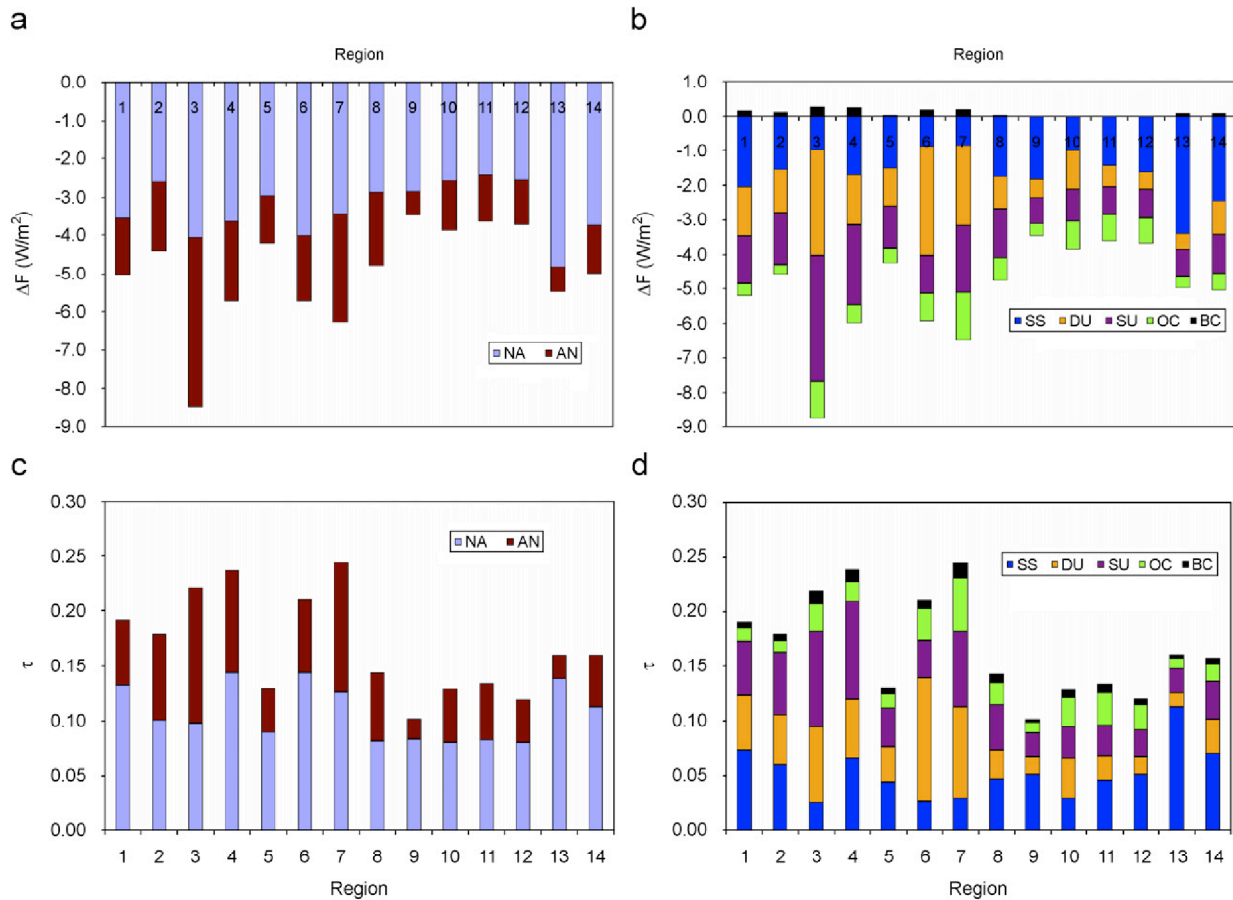 a
Region
0.0
-1.0
-2.0
-3.0
-4.0
-5.0
-6.0
-7.0
-8.0
-9.0
ΔF (W/m²)
1 2 3 4 5 6 7 8 9 10 11 12 13 14
NA AN
b
Region
1.0
0.0
-1.0
-2.0
-3.0
-4.0
-5.0
-6.0
-7.0
-8.0
-9.0
ΔF (W/m²)
1 2 3 4 5 6 7 8 9 10 11 12 13 14
SS DU SU OC BC
c
0.30
0.25
0.20
0.15
0.10
0.05
0.00
τ
NA AN
1 2 3 4 5 6 7 8 9 10 11 12 13 14
Region
d
0.30
0.25
0.20
0.15
0.10
0.05
0.00
τ
SS DU SU OC BC
1 2 3 4 5 6 7 8 9 10 11 12 13 14
Region